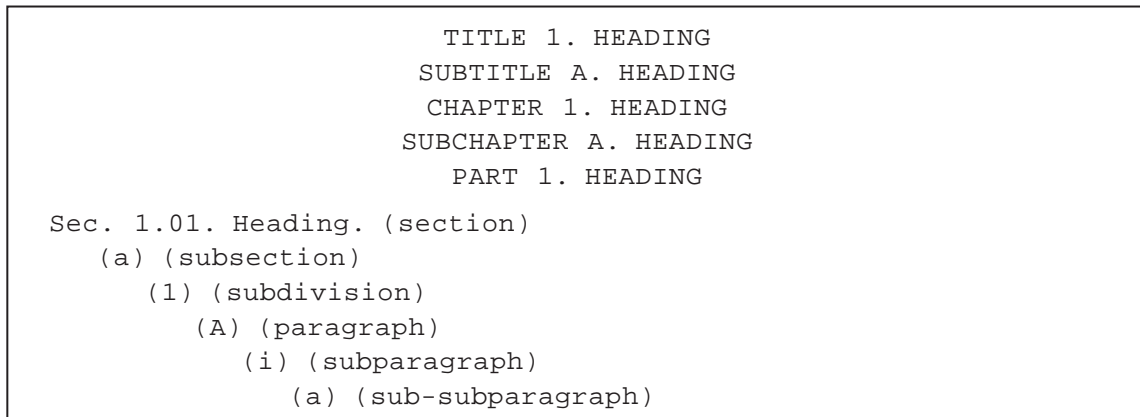 TITLE 1. HEADING
SUBTITLE A. HEADING
CHAPTER 1. HEADING
SUBCHAPTER A. HEADING
PART 1. HEADING
Sec. 1.01. Heading. (section)
(a) (subsection)
(1) (subdivision)
(A) (paragraph)
(i) (subparagraph)
(a) (sub-subparagraph)